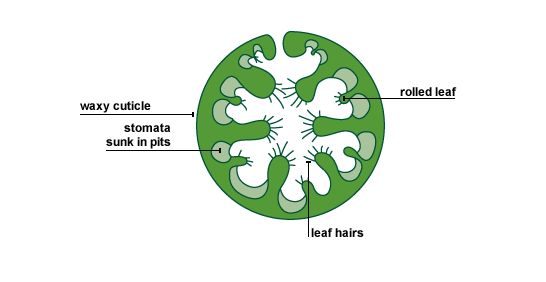 rolled leaf
waxy cuticle
stomata
sunk in pits
leaf hairs